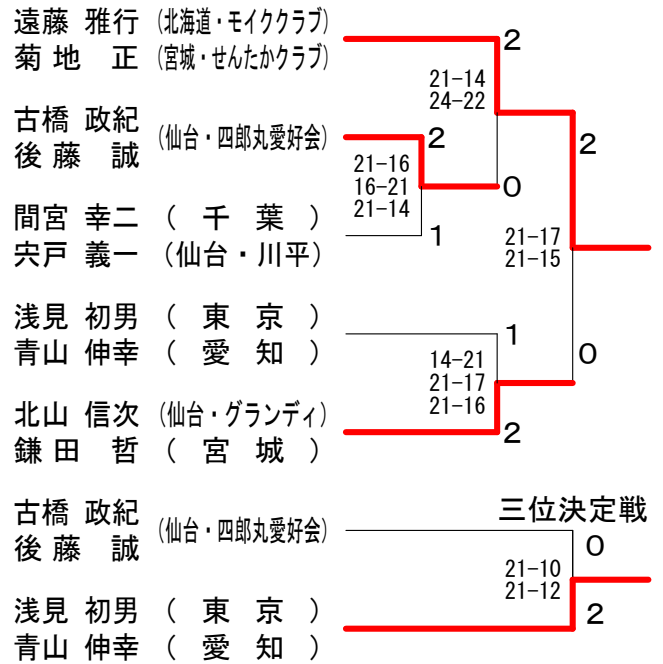 遠藤 雅行 (北海道・モイククラブ)
菊地 正 (宮城・せんたかクラブ)
2
21-14
24-22
古橋 政紀
後藤 誠
(仙台・四郎丸愛好会)
2
2
21-16
16-21
21-14
0
間宮 幸二 ( 千 葉 )
宍戸 義一 (仙台・川平)
1
21-17
21-15
浅見 初男 ( 東 京 )
青山 伸幸 ( 愛 知 )
1
0
14-21
21-17
21-16
北山 信次 (仙台・グランディ)
鎌田 哲 ( 宮 城 )
2
三位決定戦
古橋 政紀
後藤 誠
(仙台・四郎丸愛好会)
0
21-10
21-12
浅見 初男 ( 東 京 )
青山 伸幸 ( 愛 知 )
2